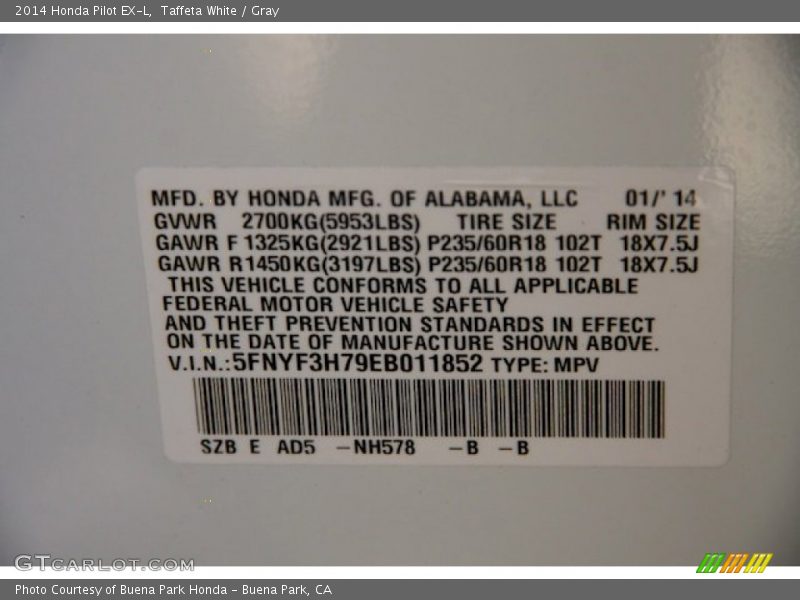 2014 Honda Pilot EX-L, Taffeta White / Gray
MFD. BY HONDA MFG. OF ALABAMA, LLC 01/' 14
GVWR 2700KG(5953LBS) TIRE SIZE RIM SIZE
GAWR F 1325KG(2921LBS) P235/60R18 102T 18X7.5J
GAWR R1450KG(3197LBS) P235/60R18 102T 18X7.5J
THIS VEHICLE CONFORMS TO ALL APPLICABLE
FEDERAL MOTOR VEHICLE SAFETY
AND THEFT PREVENTION STANDARDS IN EFFECT
ON THE DATE OF MANUFACTURE SHOWN ABOVE.
V.I.N.:5FNYF3H79EB011852 TYPE: MPV
SZB E AD5 -NH578 -B -B
GTCARLOT.COM
Photo Courtesy of Buena Park Honda - Buena Park, CA